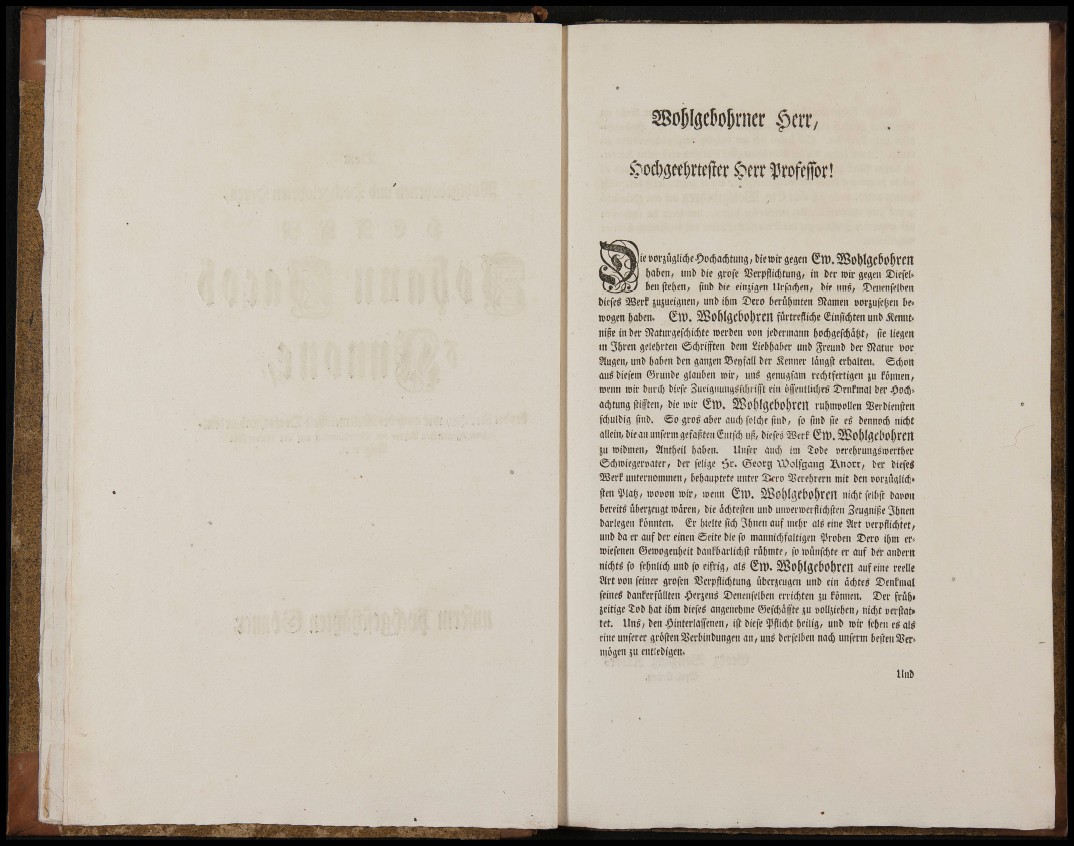 Wohlgebohrner Herr,
Hochgeehrtester Herr Professor!
Die vorzügliche Hochachtung, die wir gegen Ew. Wohlgebohren
haben, und die grose Verpflichtung, in der wir gegen Diesel-
ben stehen, sind die einzigen Ursachen, die uns, Denenselben
dieses Werk zuzueignen, und ihm Dero berühmten Namen vorzusetzen be-
wogen haben. Ew. Wohlgebohren fürtrefliche Einsichten und Kennt-
niße in der Naturgeschichte werden von jedermann hochgeschätzt, sie liegen
in Ihren gelehrten Schrifften dem Liebhaber und Freund der Natur vor
Augen, und haben den ganzen Beyfall der Kenner längst erhalten. Schon
aus diesem Grunde glauben wir, uns genugsam rechtfertigen zu können,
wenn wir durch diese Zueignungsschrifft ein öffentliches Denkmal der Hoch-
achtung stifften, die wir Ew. Wohlgebohren ruhmvollen Verdiensten
schuldig sind. So gros aber auch solche sind, so sind sie es dennoch nicht
allein, die an unserm gefaßten Entsch uß, dieses Werk Ew. Wohlgebohren
zu widmen, Antheil haben. Unser auch im Tode verehrungswerther
Schwiegervater, der selige Hr. Georg Wolfgang Knorr, der dieses
Werk unternommen, behauptete unter Dero Verehrern mit den vorzüglich-
sten Platz, wovon wir, wenn Ew. Wohlgebohren nicht selbst davon
bereits überzeugt wären, die ächtesten und unverwerflichsten Zeugniße Ihnen
darlegen könnten. Er hielte sich Ihnen auf mehr als eine Art verpflichtet,
und da er auf der einen Seite die so mannichfaltigen Proben Dero ihm er-
wiesenen Gewogenheit dankbarlichst rühmte, so wünschte er auf der andern
nichts so sehnlich und so eifrig, als Ew. Wohlgebohren auf eine reelle
Art von seiner grosen Verpflichtung überzeugen und ein ächtes Denkmal
seines dankerfüllten Herzens Denenselben errichten zu können. Der früh-
zeitige Tod hat ihm dieses angenehme Geschäffte zu vollziehen, nicht verstat-
tet. Uns, den Hinterlassenen, ist diese Pflicht heilig, und wir sehen es als
eine unserer grösten Verbindungen an, uns derselben nach unserm besten Ver-
mögen zu entledigen.
Und